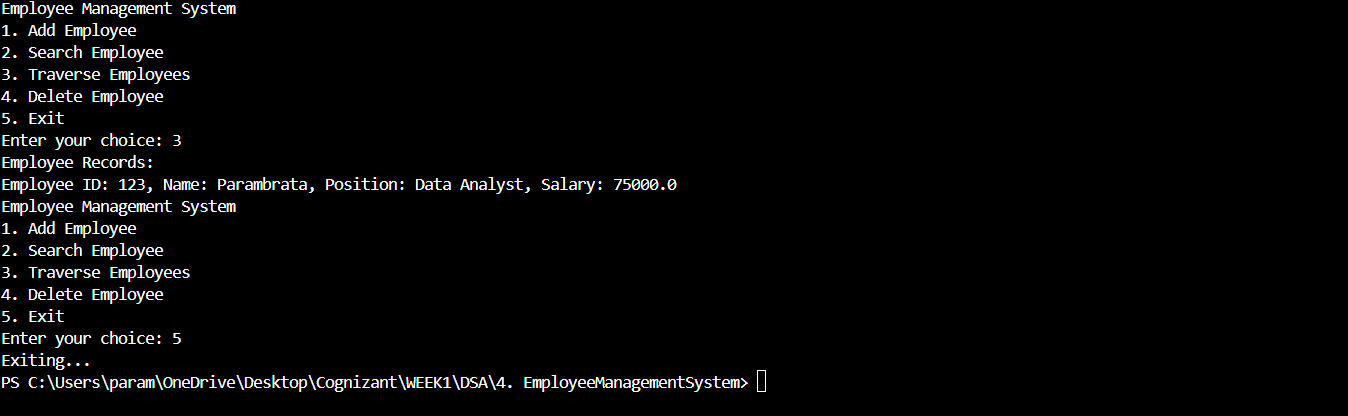 Employee Management System
1. Add Employee
2. Search Employee
3. Traverse Employees
4. Delete Employee
5. Exit
Enter your choice: 3
Employee Records:
Employee ID: 123, Name: Parambrata, Position: Data Analyst, Salary: 75000.0
Employee Management System
1. Add Employee
2. Search Employee
3. Traverse Employees
4. Delete Employee
5. Exit
Enter your choice: 5
Exiting...
PS C:\Users\param\OneDrive\Desktop\Cognizant\WEEK1\DSA\4. EmployeeManagementSystem>